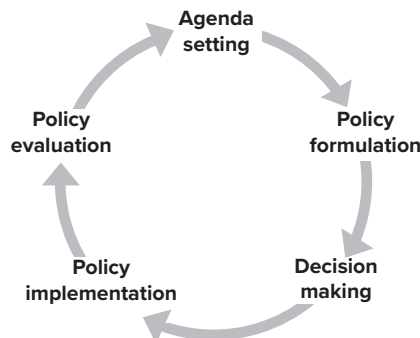 Agenda
setting
Policy
formulation
Decision
making
Policy
implementation
Policy
evaluation